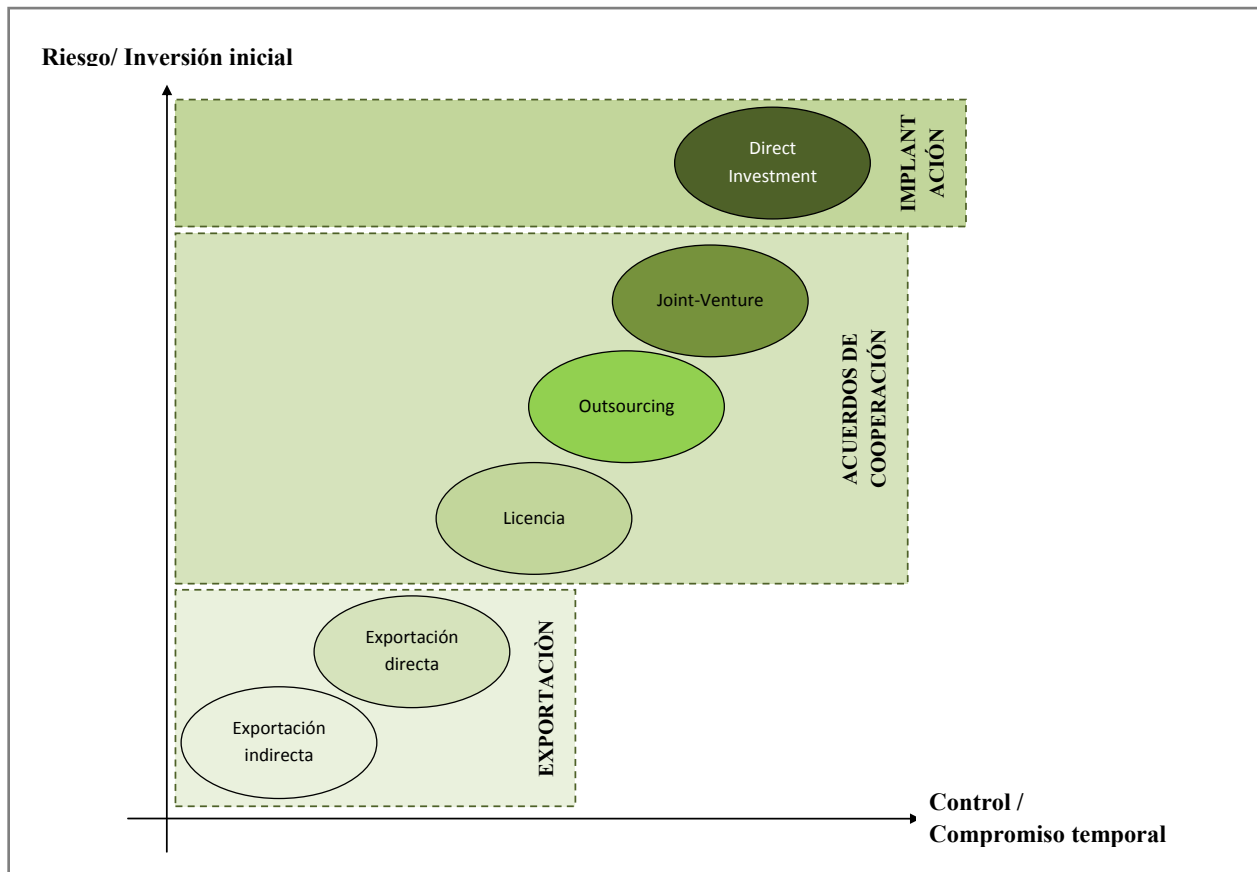 Riesgo/ Inversión inicial
Direct
Investment
IMPLANT
ACIÓN
Joint-Venture
Outsourcing
Licencia
ACUERDOS DE
COOPERACIÓN
Exportación
directa
Exportación
indirecta
EXPORTACIÒN
Control /
Compromiso temporal